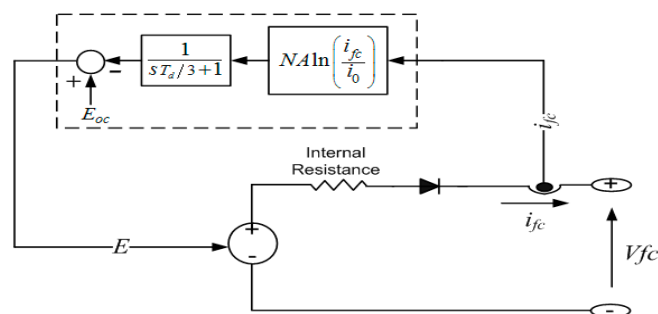 1
sT_d/3+1
NA ln(i_fc/i_0)
+
-
E_oc
i_fc
Internal
Resistance
+
i_fc
E
+
-
Vfc
-